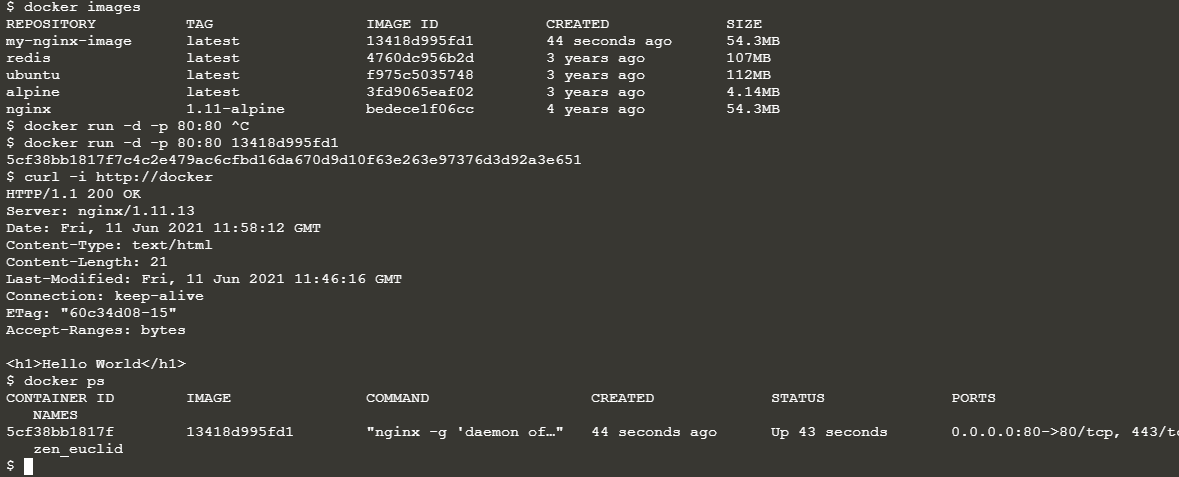 $ docker images
REPOSITORY TAG IMAGE ID CREATED SIZE
my-nginx-image latest 13418d995fd1 44 seconds ago 54.3MB
redis latest 4760dc956b2d 3 years ago 107MB
ubuntu latest f975c5035748 3 years ago 112MB
alpine latest 3fd9065eaf02 3 years ago 4.14MB
nginx 1.11-alpine bedece1f06cc 4 years ago 54.3MB
$ docker run -d -p 80:80 ^C
$ docker run -d -p 80:80 13418d995fd1
5cf38bb1817f7c4c2e479ac6cfbd16da670d9d10f63e263e97376d3d92a3e651
$ curl -i http://docker
HTTP/1.1 200 OK
Server: nginx/1.11.13
Date: Fri, 11 Jun 2021 11:58:12 GMT
Content-Type: text/html
Content-Length: 21
Last-Modified: Fri, 11 Jun 2021 11:46:16 GMT
Connection: keep-alive
ETag: "60c34d08-15"
Accept-Ranges: bytes
<h1>Hello World</h1>
$ docker ps
CONTAINER ID IMAGE COMMAND CREATED STATUS PORTS
NAMES
5cf38bb1817f 13418d995fd1 "nginx -g 'daemon of…" 44 seconds ago Up 43 seconds 0.0.0.0:80->80/tcp, 443/tc
zen_euclid
$